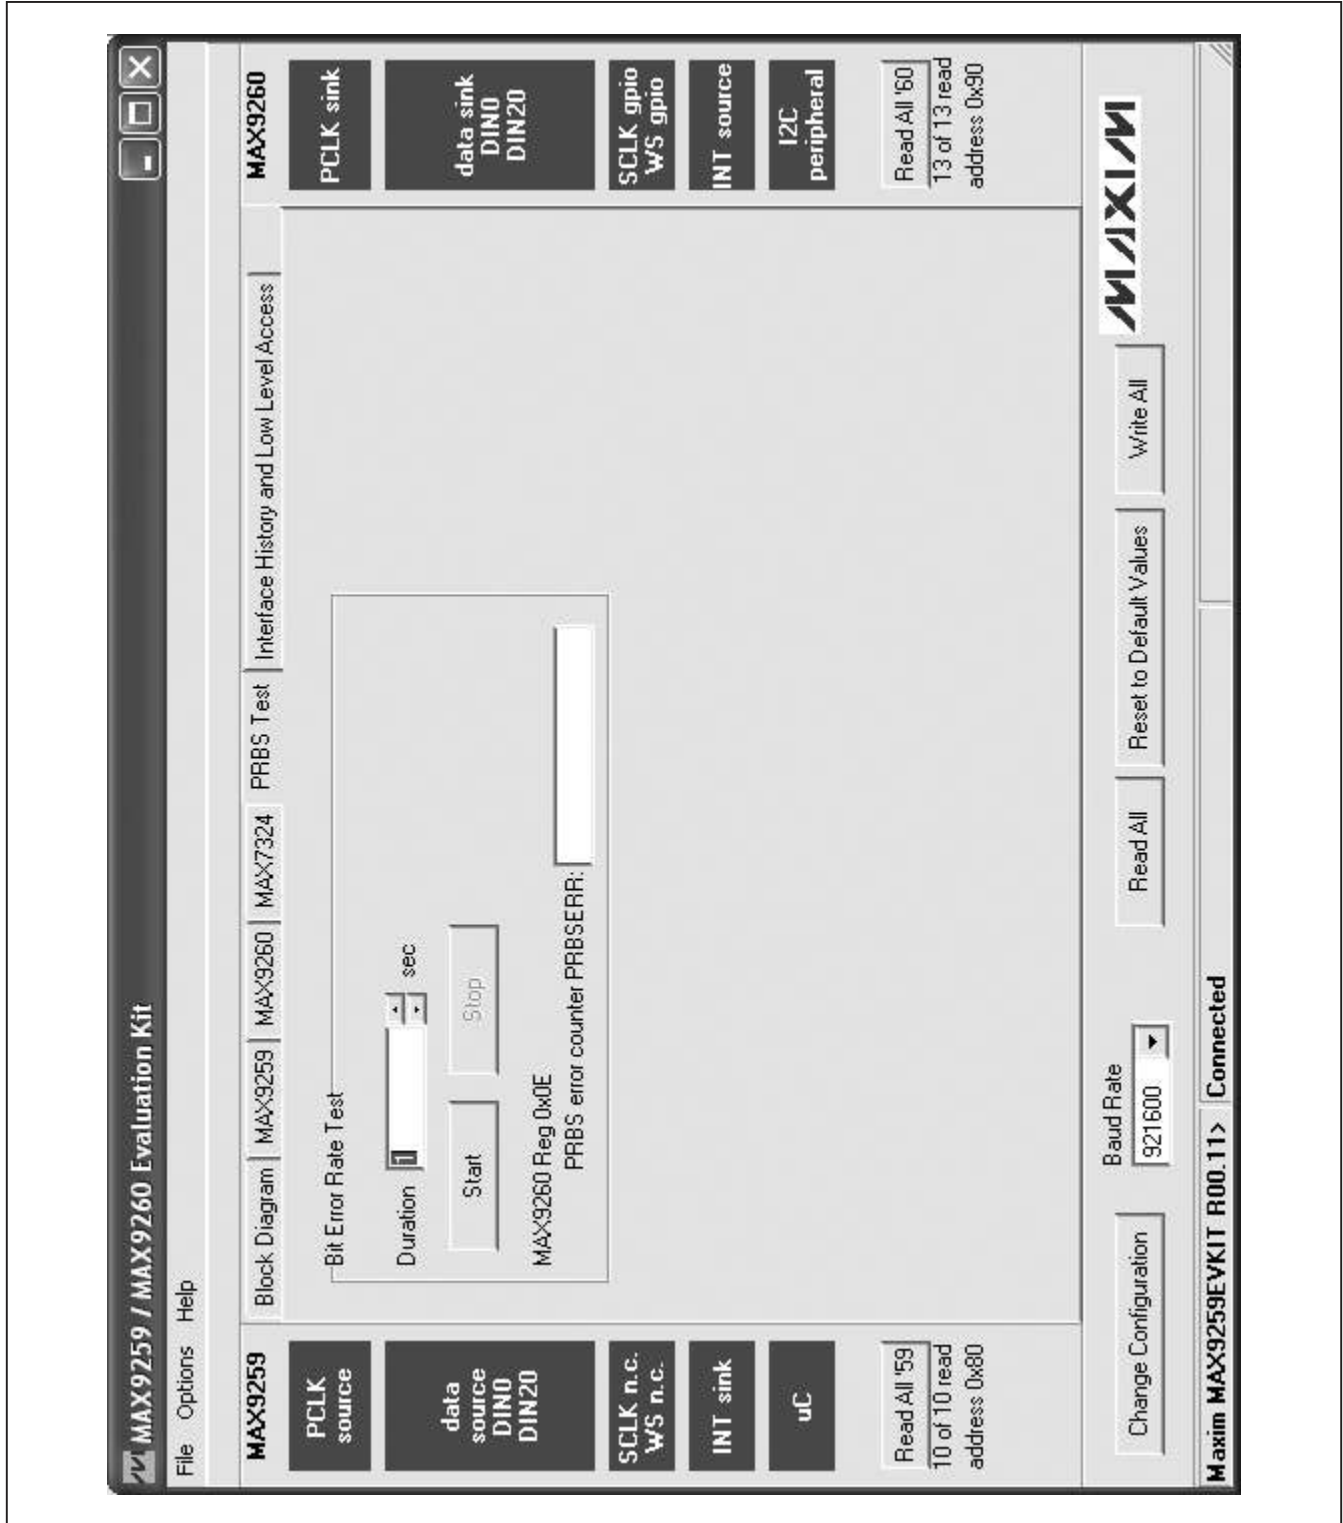 MAX9259 / MAX9260 Evaluation Kit
File Options Help
MAX9259
PCLK
source
data
source
DIN0
DIN20
SCLK n.c.
WS n.c.
INT sink
uC
Read All '59
10 of 10 read
address 0x80
Block Diagram MAX9259 MAX9260 MAX7324 PRBS Test Interface History and Low Level Access
Bit Error Rate Test
Duration 1 sec
Start Stop
MAX9260 Reg 0x0E
PRBS error counter PRBSERR:
MAX9260
PCLK sink
data sink
DIN0
DIN20
SCLK gpio
WS gpio
INT source
I2C
peripheral
Read All '60
13 of 13 read
address 0x90
Change Configuration
Baud Rate
921600
Read All
Reset to Default Values
Write All
MAXIM
Maxim MAX9259EVKIT R00.11> Connected